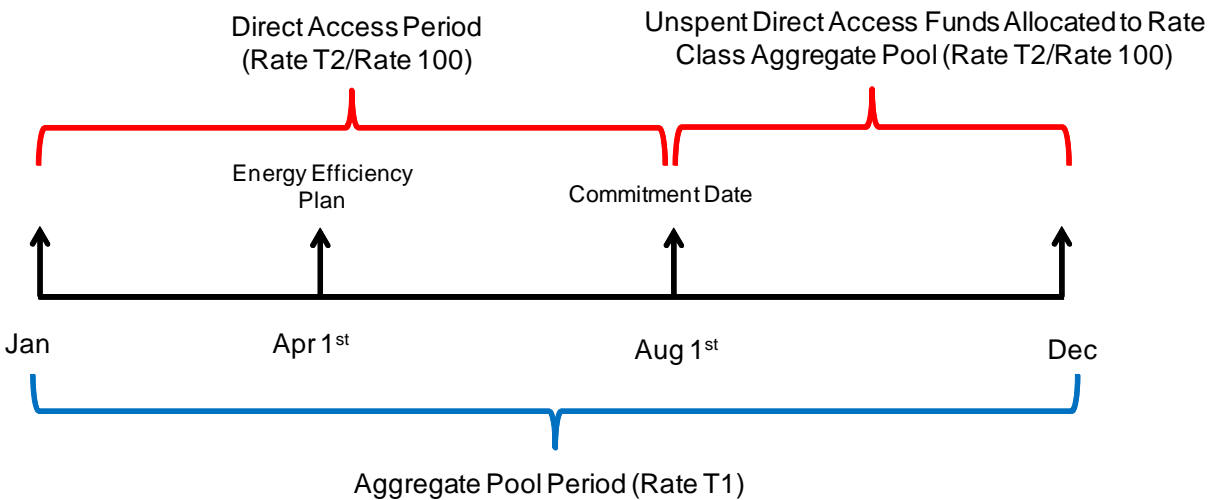 Direct Access Period
(Rate T2/Rate 100)
Unspent Direct Access Funds Allocated to Rate
Class Aggregate Pool (Rate T2/Rate 100)
Energy Efficiency
Plan
Commitment Date
Jan
Apr 1st
Aug 1st
Dec
Aggregate Pool Period (Rate T1)